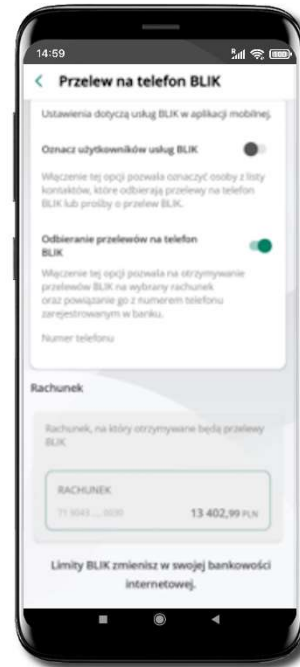 14:59
Przelew na telefon BLIK
Ustawienia dotyczą usług BLIK w aplikacji mobilnej.
Oznacz użytkowników usług BLIK
Włączenie tej opcji pozwala oznaczyć osoby z listy
kontaktów, które odbierają przelewy na telefon
BLIK lub prośby o przelew BLIK.
Odbieranie przelewów na telefon
BLIK
Włączenie tej opcji pozwala na otrzymywanie
przelewów BLIK na wybrany rachunek
oraz powiązanie go z numerem telefonu
zarejestrowanym w banku.
Numer telefonu
Rachunek
Rachunek, na który otrzymywane będą przelewy
BLIK
RACHUNEK
13 402,99 PLN
Limity BLIK zmienisz w swojej bankowości
internetowej.